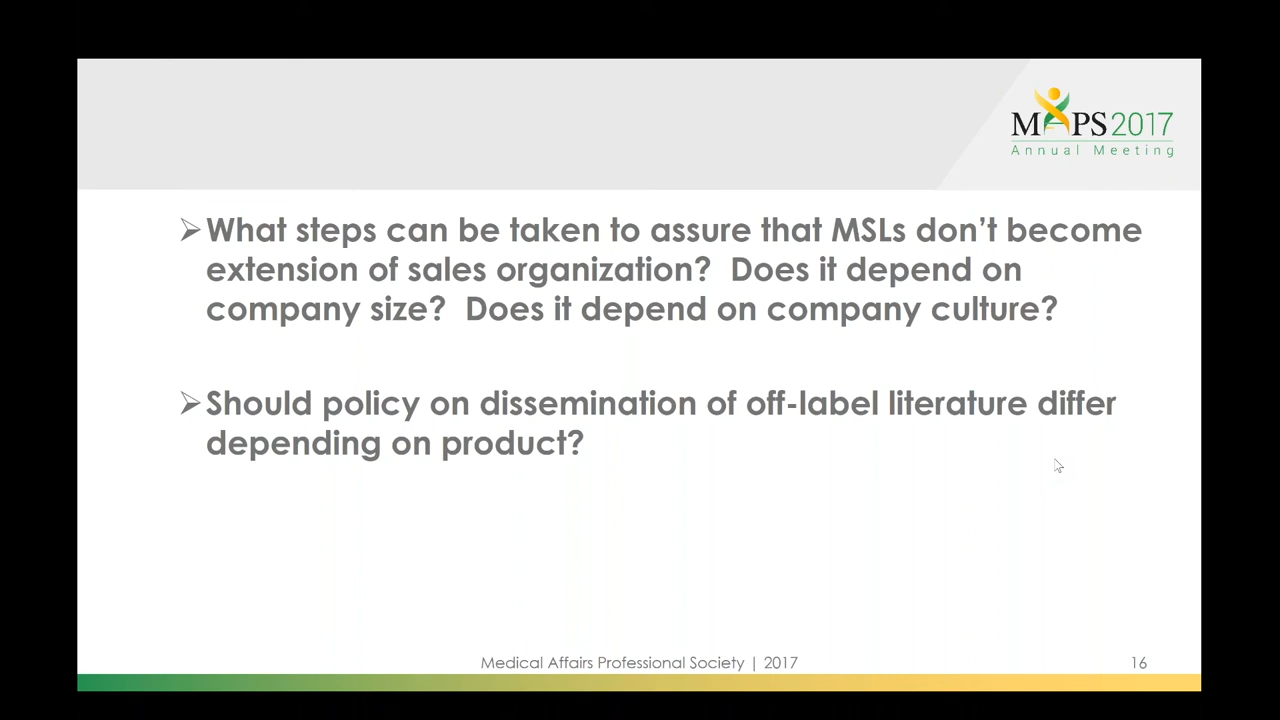 MAPS 2017
Annual Meeting
➢What steps can be taken to assure that MSLs don’t become
extension of sales organization?  Does it depend on
company size?  Does it depend on company culture?
➢Should policy on dissemination of off-label literature differ
depending on product?
Medical Affairs Professional Society | 2017
16